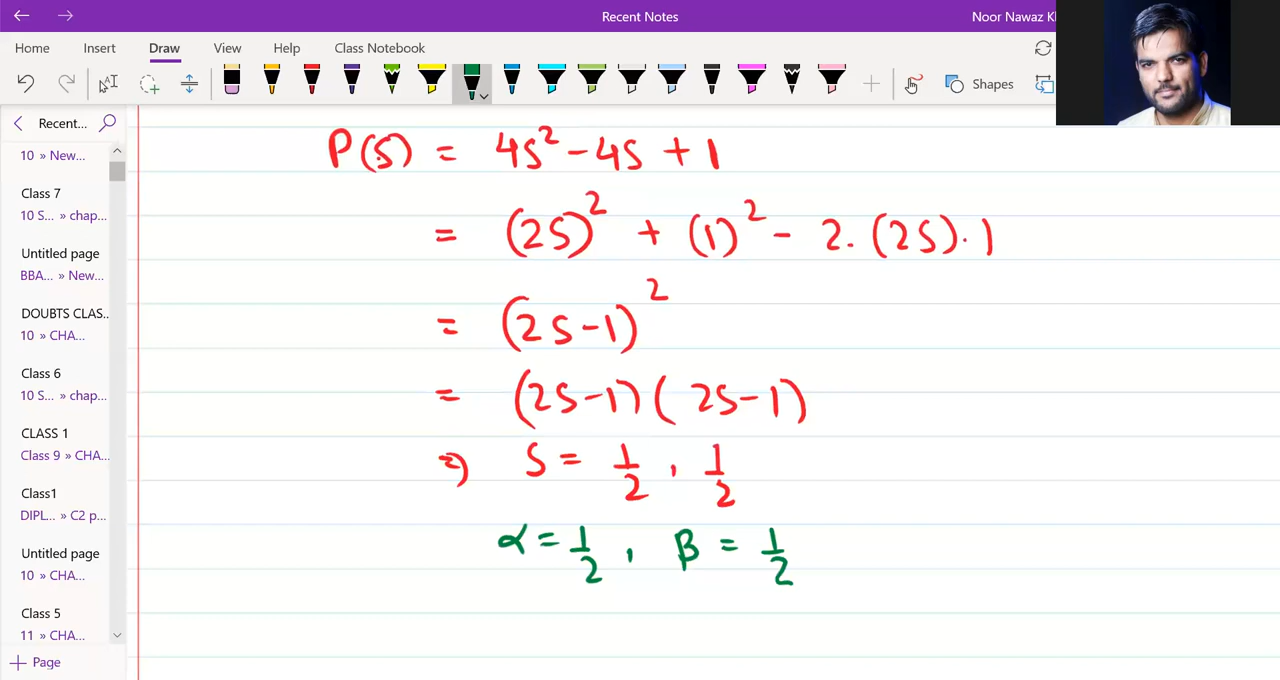 Recent Notes
Noor Nawaz Kh
Home Insert Draw View Help Class Notebook
Shapes
Recent...
10 » New...
Class 7
10 S... » chap...
Untitled page
BBA... » New...
DOUBTS CLAS..
10 » CHA...
Class 6
10 S... » chap...
CLASS 1
Class 9 » CHA...
Class1
DIPL... » C2 p...
Untitled page
10 » CHA...
Class 5
11 » CHA...
Page
P(S) = 4S² - 4S + 1
= (2S)² + (1)² - 2. (2S) · 1
= (2S-1)²
= (2S-1) ( 2S-1)
⇒ S = 1/2 , 1/2
α = 1/2 , β = 1/2